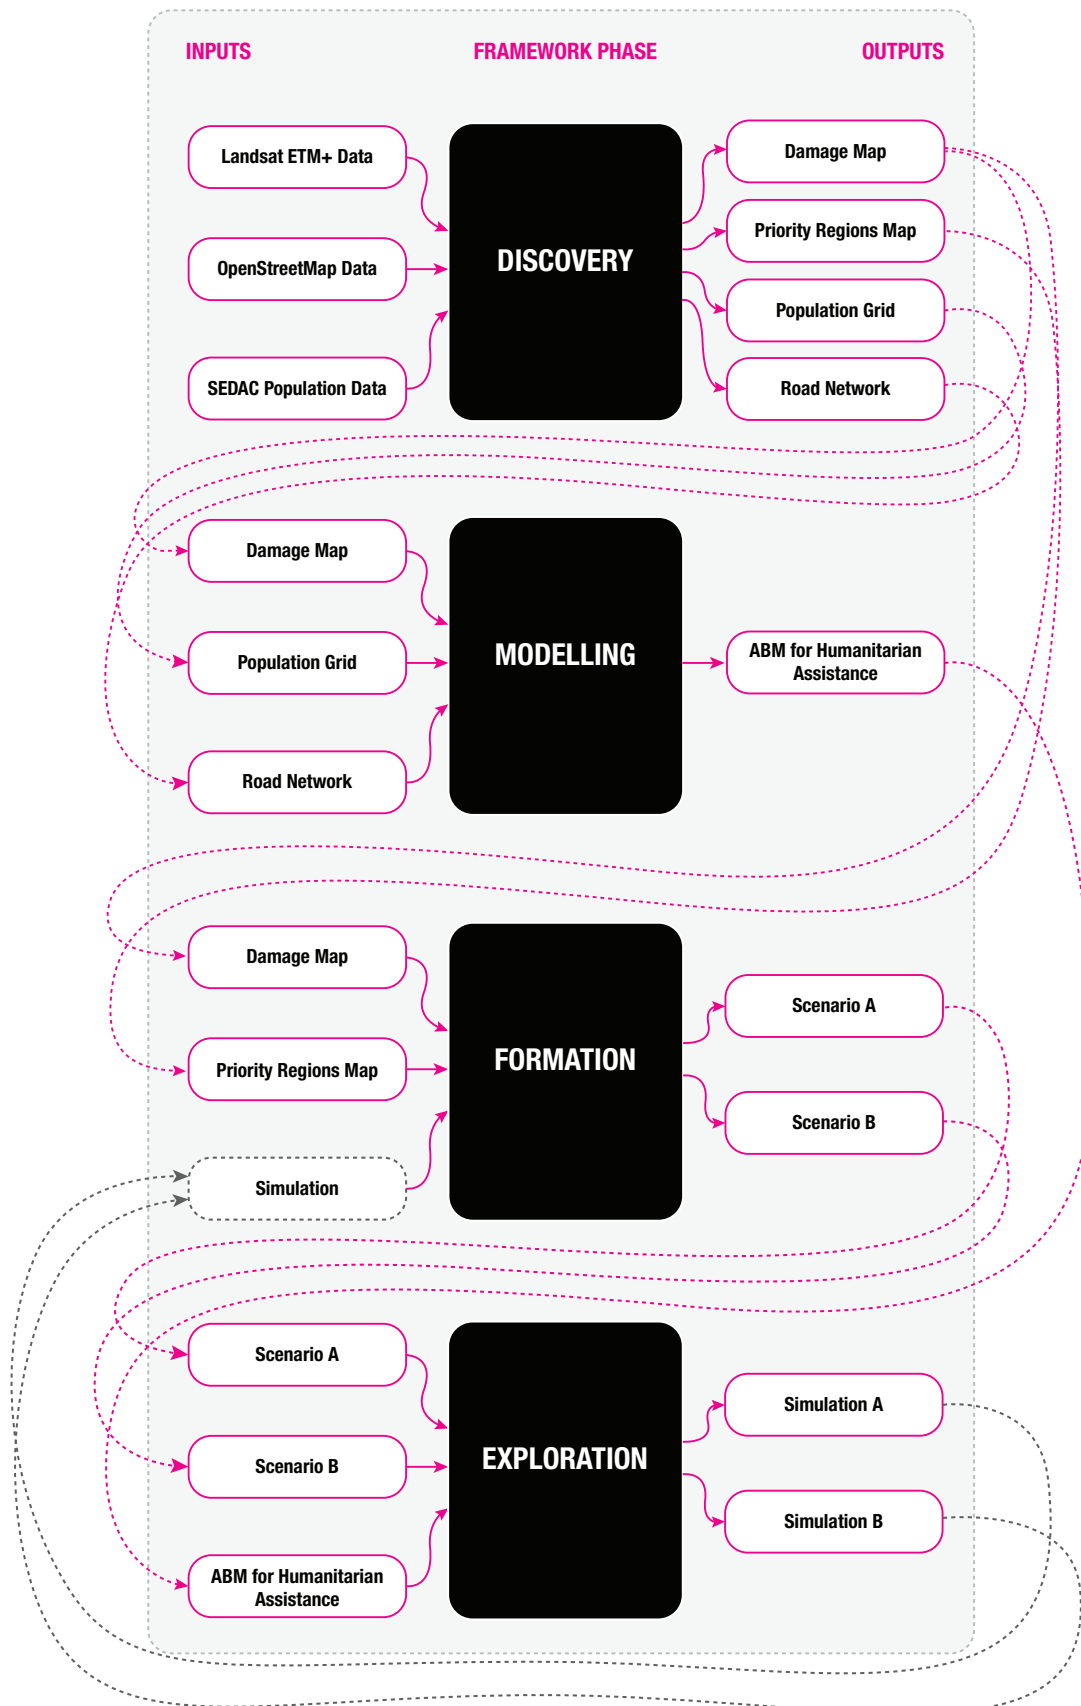 INPUTS
FRAMEWORK PHASE
OUTPUTS
Landsat ETM+ Data
OpenStreetMap Data
SEDAC Population Data
DISCOVERY
Damage Map
Priority Regions Map
Population Grid
Road Network
Damage Map
Population Grid
Road Network
MODELLING
ABM for Humanitarian
Assistance
Damage Map
Priority Regions Map
Simulation
FORMATION
Scenario A
Scenario B
Scenario A
Scenario B
ABM for Humanitarian
Assistance
EXPLORATION
Simulation A
Simulation B